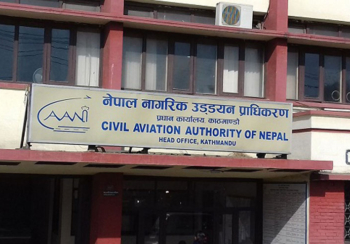 CAAN
नेपाल नागरिक उड्डयन प्राधिकरण
प्रधान कार्यालय, काठमाण्डौ
CIVIL AVIATION AUTHORITY OF NEPAL
HEAD OFFICE, KATHMANDU